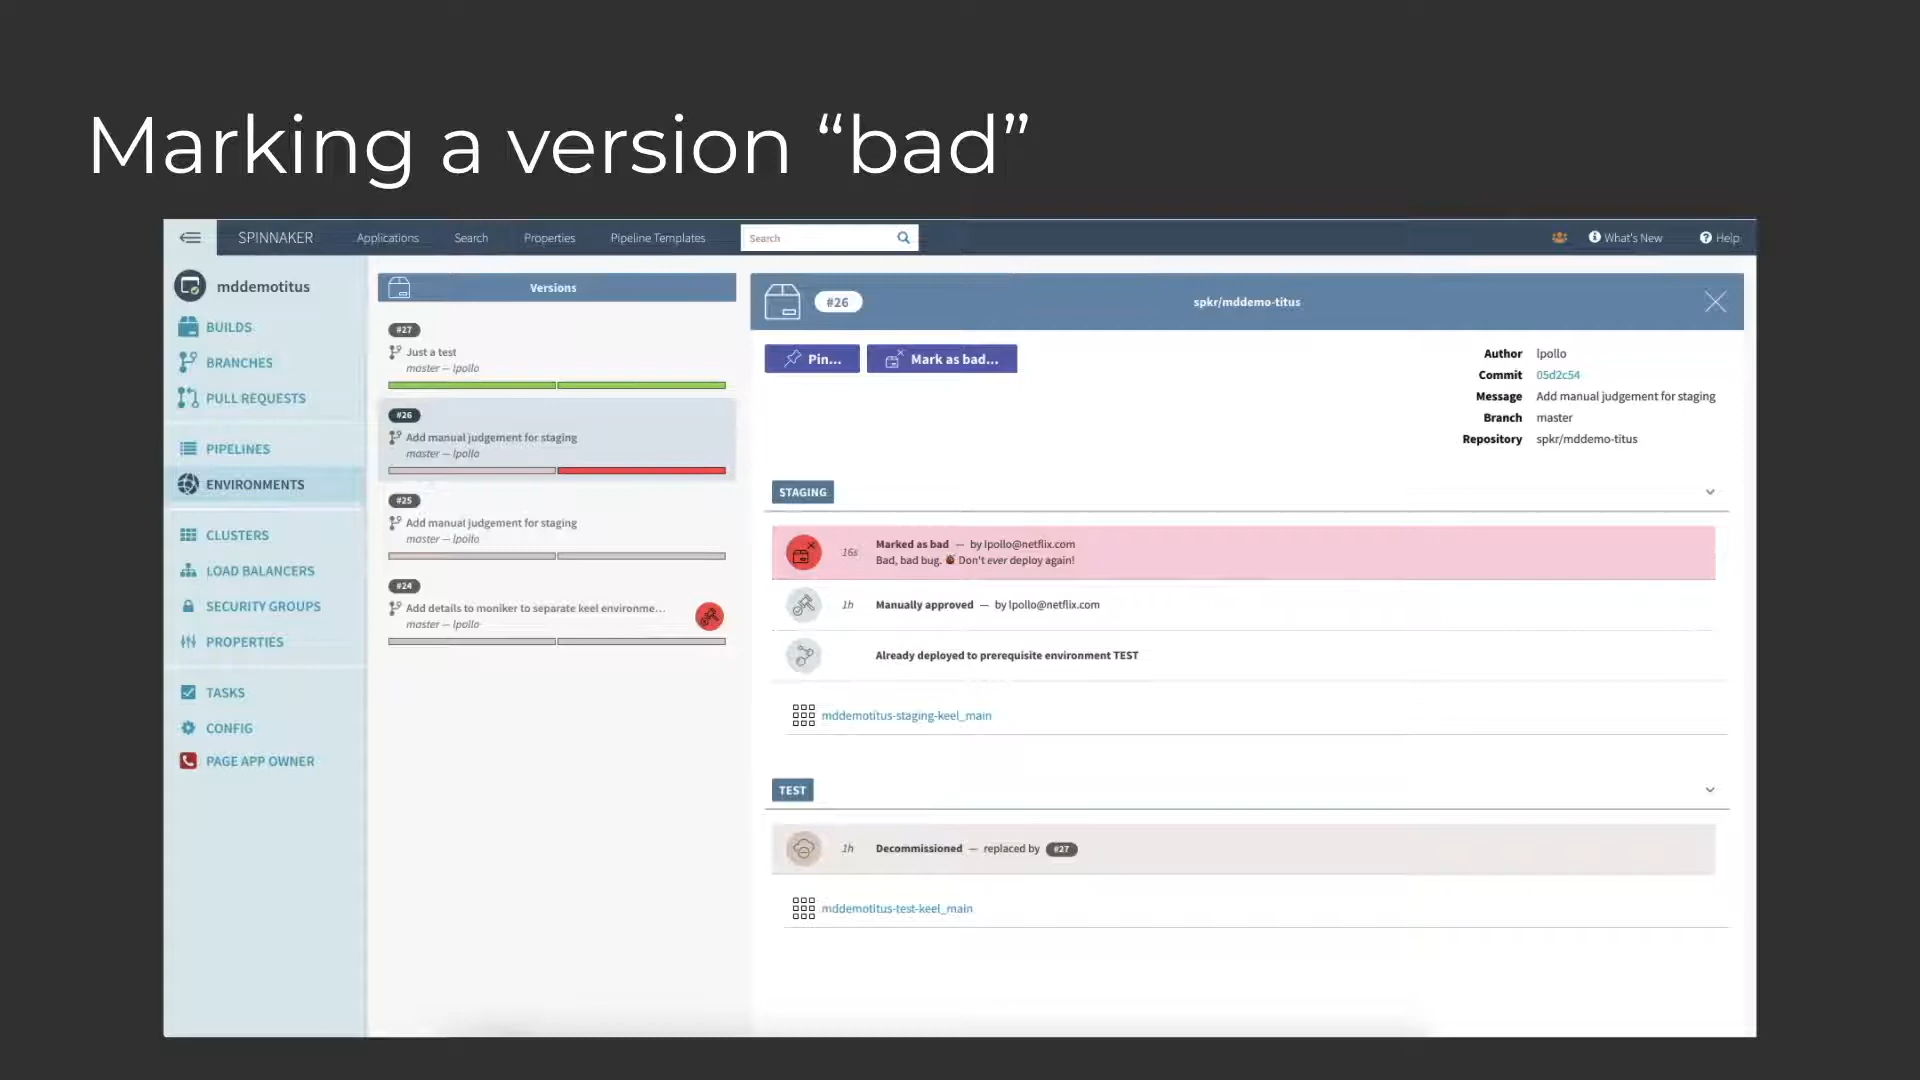 Marking a version “bad”
SPINNAKER
Applications
Search
Properties
Pipeline Templates
Search
What's New
Help
mddemotitus
BUILDS
BRANCHES
PULL REQUESTS
PIPELINES
ENVIRONMENTS
CLUSTERS
LOAD BALANCERS
SECURITY GROUPS
PROPERTIES
TASKS
CONFIG
PAGE APP OWNER
Versions
#27
Just a test
master — lpollo
#26
Add manual judgement for staging
master — lpollo
#25
Add manual judgement for staging
master — lpollo
#24
Add details to moniker to separate keel environme...
master — lpollo
#26
spkr/mddemo-titus
Pin...
Mark as bad...
Author lpollo
Commit 05d2c54
Message Add manual judgement for staging
Branch master
Repository spkr/mddemo-titus
STAGING
16s Marked as bad — by lpollo@netflix.com
Bad, bad bug. 🐞 Don't ever deploy again!
1h Manually approved — by lpollo@netflix.com
Already deployed to prerequisite environment TEST
mddemotitus-staging-keel_main
TEST
1h Decommissioned — replaced by #27
mddemotitus-test-keel_main